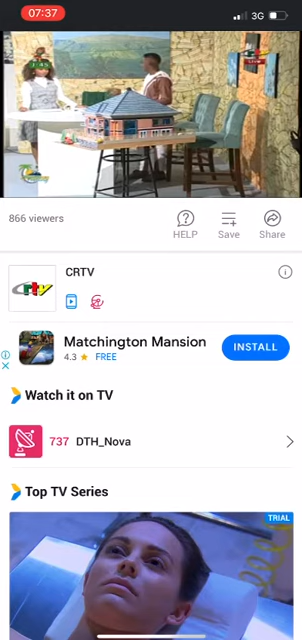 07:37
3G
866 viewers
HELP
Save
Share
CRTV
Matchington Mansion
4.3 ★ FREE
INSTALL
Watch it on TV
737 DTH_Nova
Top TV Series
TRIAL